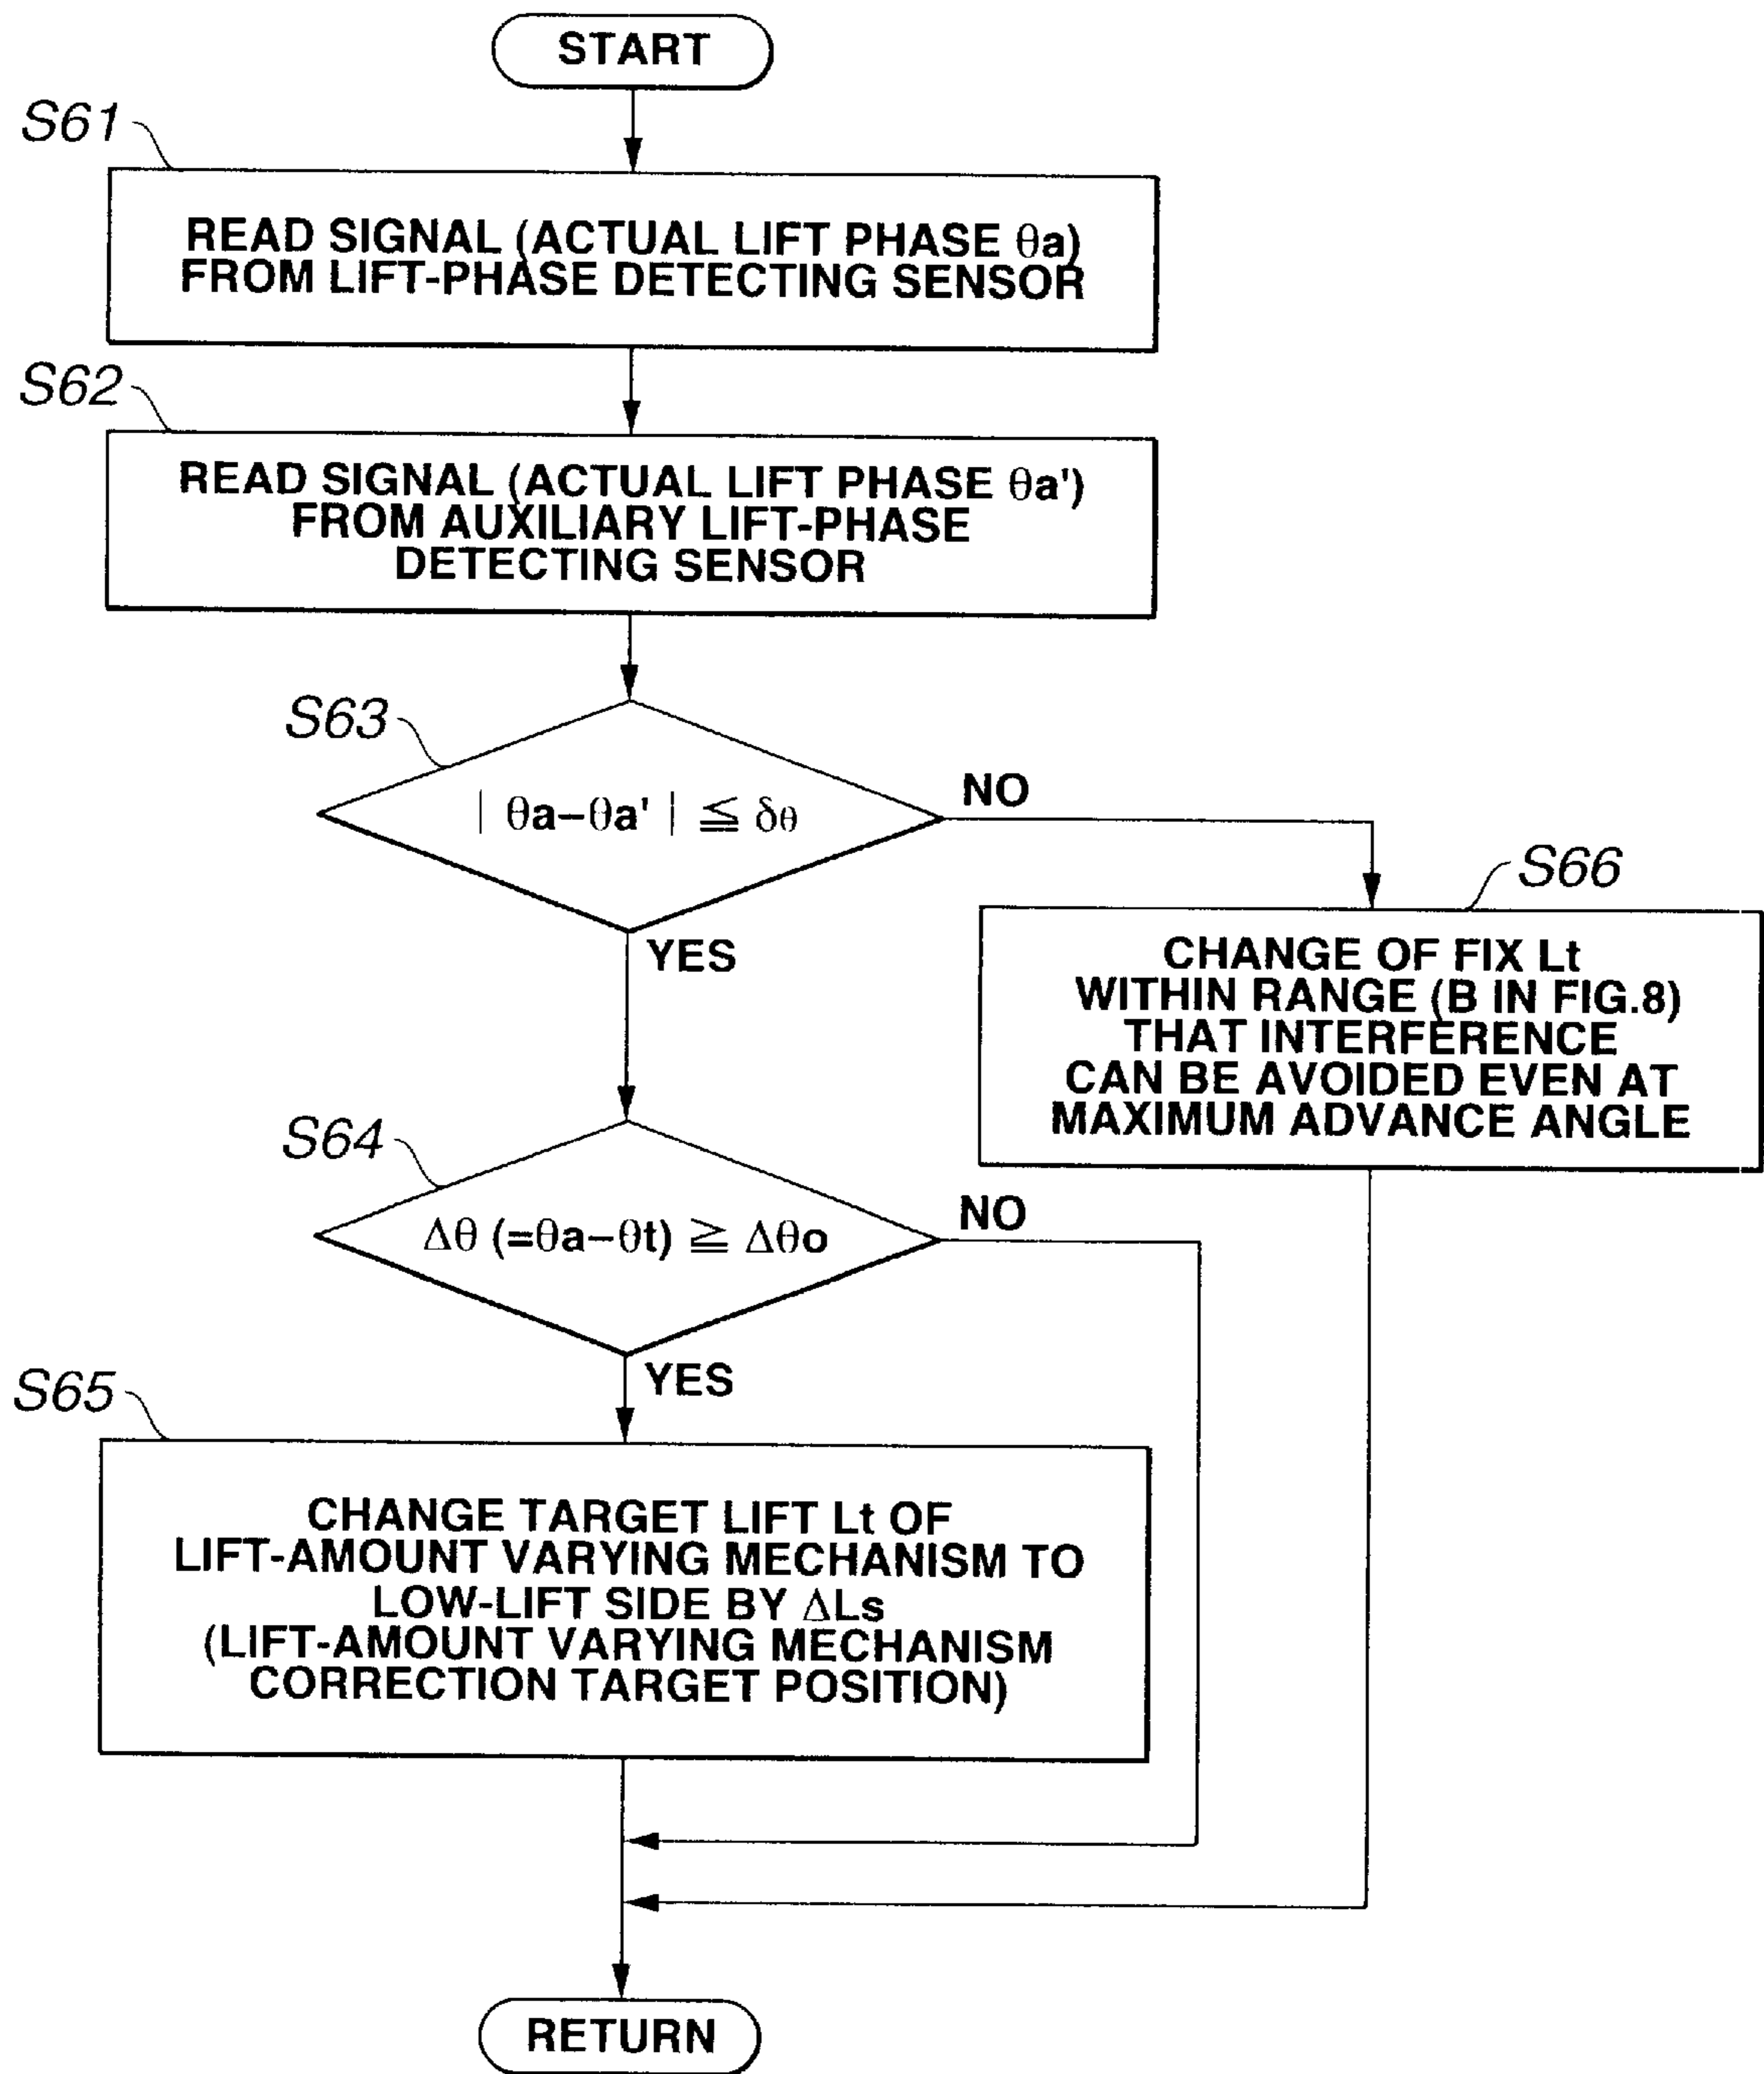 START
S61
READ SIGNAL (ACTUAL LIFT PHASE θa)
FROM LIFT-PHASE DETECTING SENSOR
S62
READ SIGNAL (ACTUAL LIFT PHASE θa')
FROM AUXILIARY LIFT-PHASE
DETECTING SENSOR
S63
| θa−θa' | ≦ δθ
NO
YES
S66
CHANGE OF FIX Lt
WITHIN RANGE (B IN FIG.8)
THAT INTERFERENCE
CAN BE AVOIDED EVEN AT
MAXIMUM ADVANCE ANGLE
S64
Δθ (=θa−θt) ≧ Δθo
NO
YES
S65
CHANGE TARGET LIFT Lt OF
LIFT-AMOUNT VARYING MECHANISM TO
LOW-LIFT SIDE BY ΔLs
(LIFT-AMOUNT VARYING MECHANISM
CORRECTION TARGET POSITION)
RETURN